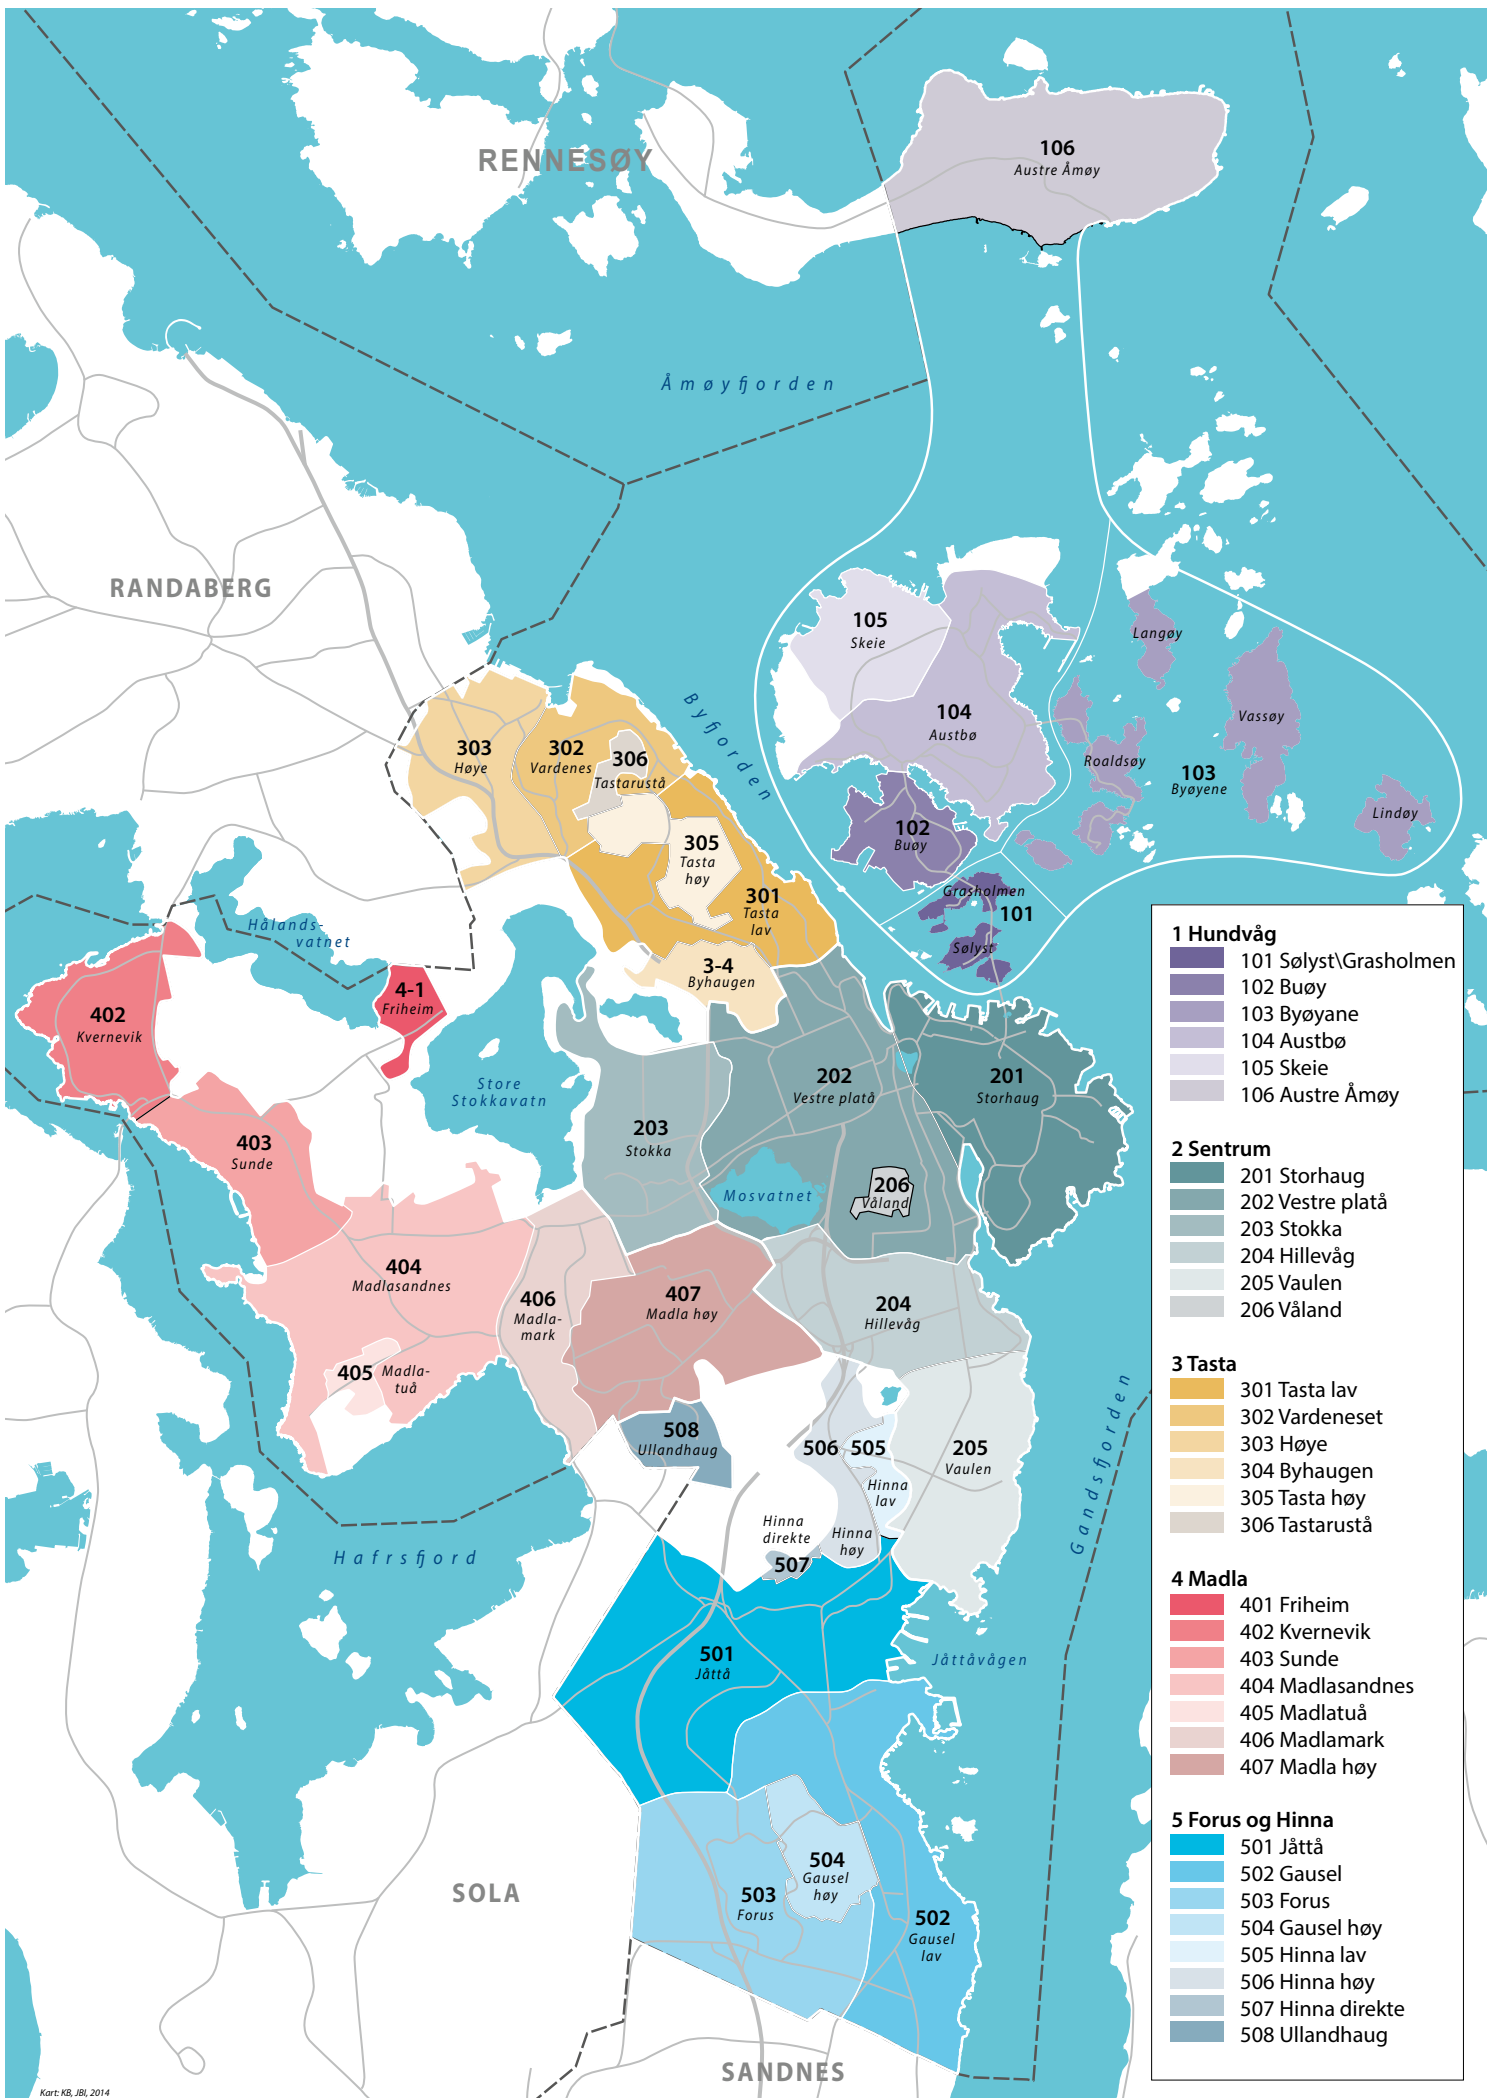 106
Austre Åmøy
RENNESØY
Åmøyfjorden
RANDABERG
105
Skeie
Langøy
104
Austbø
Byfjorden
Vassøy
303
Høye
302
Vardenes
306
Tastarustå
Roaldsøy
103
Byøyene
Lindøy
102
Buøy
305
Tasta
høy
Grasholmen
101
301
Tasta
lav
Sølyst
Hålands-
vatnet
3-4
Byhaugen
4-1
Friheim
402
Kvernevik
Store
Stokkavatn
202
Vestre platå
201
Storhaug
203
Stokka
403
Sunde
Mosvatnet
206
Våland
404
Madlasandnes
406
Madla-
mark
407
Madla høy
204
Hillevåg
405
Madla-
tuå
508
Ullandhaug
506
505
205
Vaulen
Hinna
lav
Hinna
direkte
Hinna
høy
507
Gandsfjorden
Hafrsfjord
501
Jåttå
Jåttåvågen
504
Gausel
høy
503
Forus
502
Gausel
lav
SOLA
SANDNES
Kart: KB, JBI, 2014
1 Hundvåg
101 Sølyst\Grasholmen
102 Buøy
103 Byøyane
104 Austbø
105 Skeie
106 Austre Åmøy
2 Sentrum
201 Storhaug
202 Vestre platå
203 Stokka
204 Hillevåg
205 Vaulen
206 Våland
3 Tasta
301 Tasta lav
302 Vardeneset
303 Høye
304 Byhaugen
305 Tasta høy
306 Tastarustå
4 Madla
401 Friheim
402 Kvernevik
403 Sunde
404 Madlasandnes
405 Madlatuå
406 Madlamark
407 Madla høy
5 Forus og Hinna
501 Jåttå
502 Gausel
503 Forus
504 Gausel høy
505 Hinna lav
506 Hinna høy
507 Hinna direkte
508 Ullandhaug